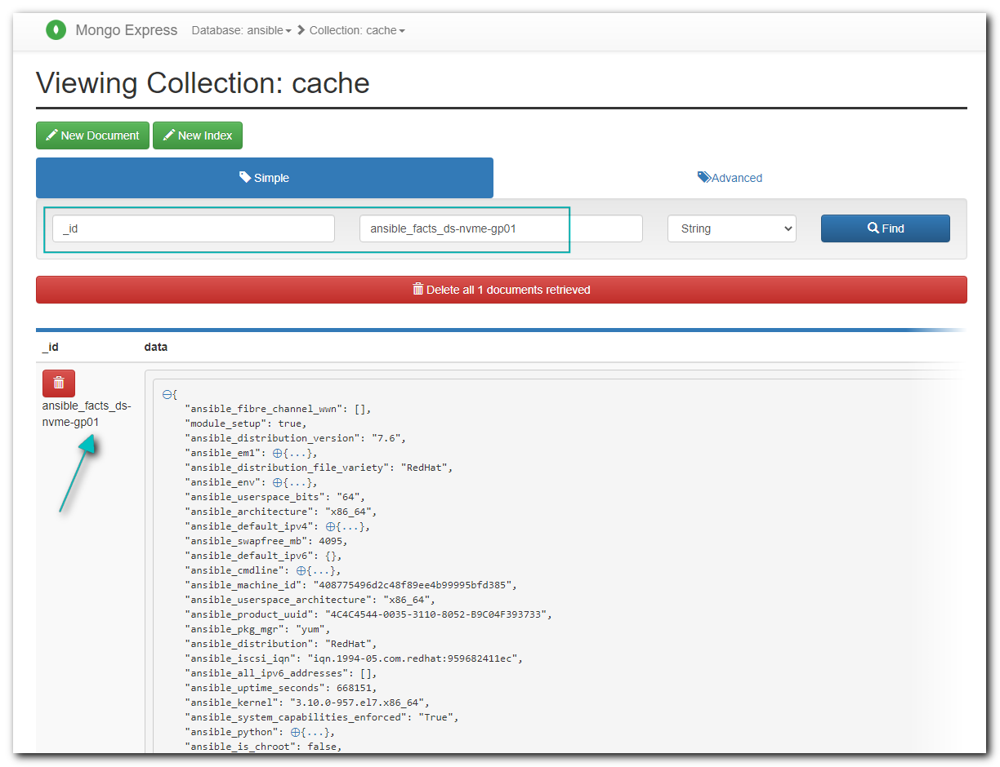 Mongo Express Database: ansible Collection: cache
Viewing Collection: cache
New Document New Index
Simple Advanced
_id ansible_facts_ds-nvme-gp01 String Find
Delete all 1 documents retrieved
_id data
ansible_facts_ds-
nvme-gp01
{
"ansible_fibre_channel_wwn": [],
"module_setup": true,
"ansible_distribution_version": "7.6",
"ansible_em1": {...},
"ansible_distribution_file_variety": "RedHat",
"ansible_env": {...},
"ansible_userspace_bits": "64",
"ansible_architecture": "x86_64",
"ansible_default_ipv4": {...},
"ansible_swapfree_mb": 4095,
"ansible_default_ipv6": {},
"ansible_cmdline": {...},
"ansible_machine_id": "408775496d2c48f89ee4b99995bfd385",
"ansible_userspace_architecture": "x86_64",
"ansible_product_uuid": "4C4C4544-0035-3110-8052-B9C04F393733",
"ansible_pkg_mgr": "yum",
"ansible_distribution": "RedHat",
"ansible_iscsi_iqn": "iqn.1994-05.com.redhat:959682411ec",
"ansible_all_ipv6_addresses": [],
"ansible_uptime_seconds": 668151,
"ansible_kernel": "3.10.0-957.el7.x86_64",
"ansible_system_capabilities_enforced": "True",
"ansible_python": {...},
"ansible_is_chroot": false,